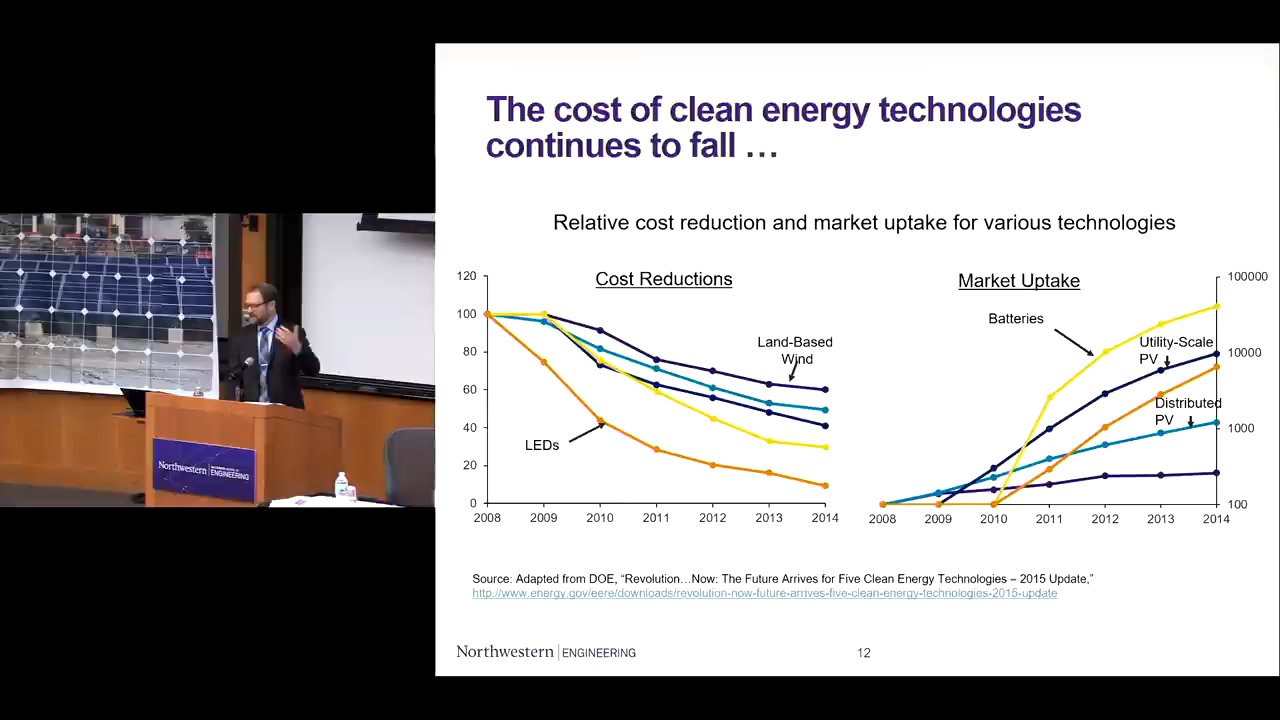 The cost of clean energy technologies
continues to fall …
Relative cost reduction and market uptake for various technologies
Cost Reductions
120
100
80
60
40
20
0
2008 2009 2010 2011 2012 2013 2014
Land-Based
Wind
LEDs
Market Uptake
Batteries
Utility-Scale
PV
Distributed
PV
100000
10000
1000
100
2008 2009 2010 2011 2012 2013 2014
Source: Adapted from DOE, “Revolution…Now: The Future Arrives for Five Clean Energy Technologies – 2015 Update,”
http://www.energy.gov/eere/downloads/revolution-now-future-arrives-five-clean-energy-technologies-2015-update
Northwestern | ENGINEERING
12
Northwestern
ENGINEERING